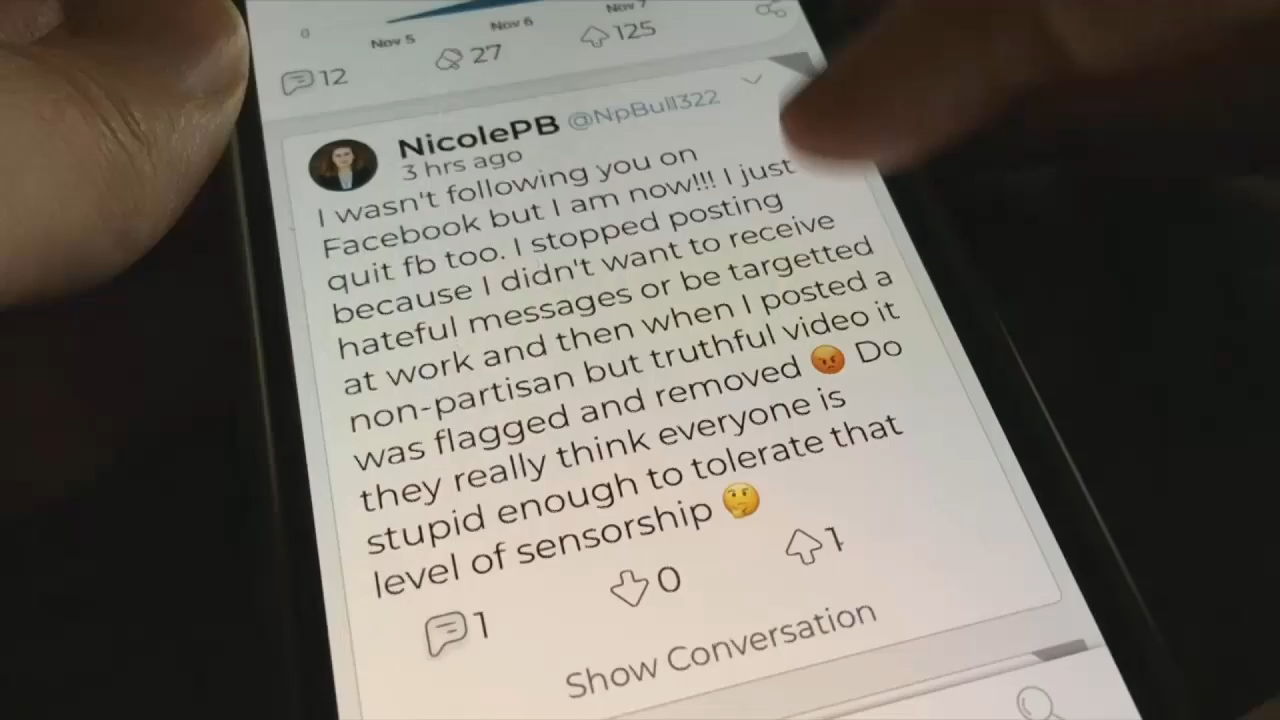 0
Nov 5
Nov 6
Nov 7
12
27
125
NicolePB @NpBull322
3 hrs ago
I wasn't following you on
Facebook but I am now!!! I just
quit fb too. I stopped posting
because I didn't want to receive
hateful messages or be targetted
at work and then when I posted a
non-partisan but truthful video it
was flagged and removed 😡 Do
they really think everyone is
stupid enough to tolerate that
level of sensorship 🤔
1
0
1
Show Conversation